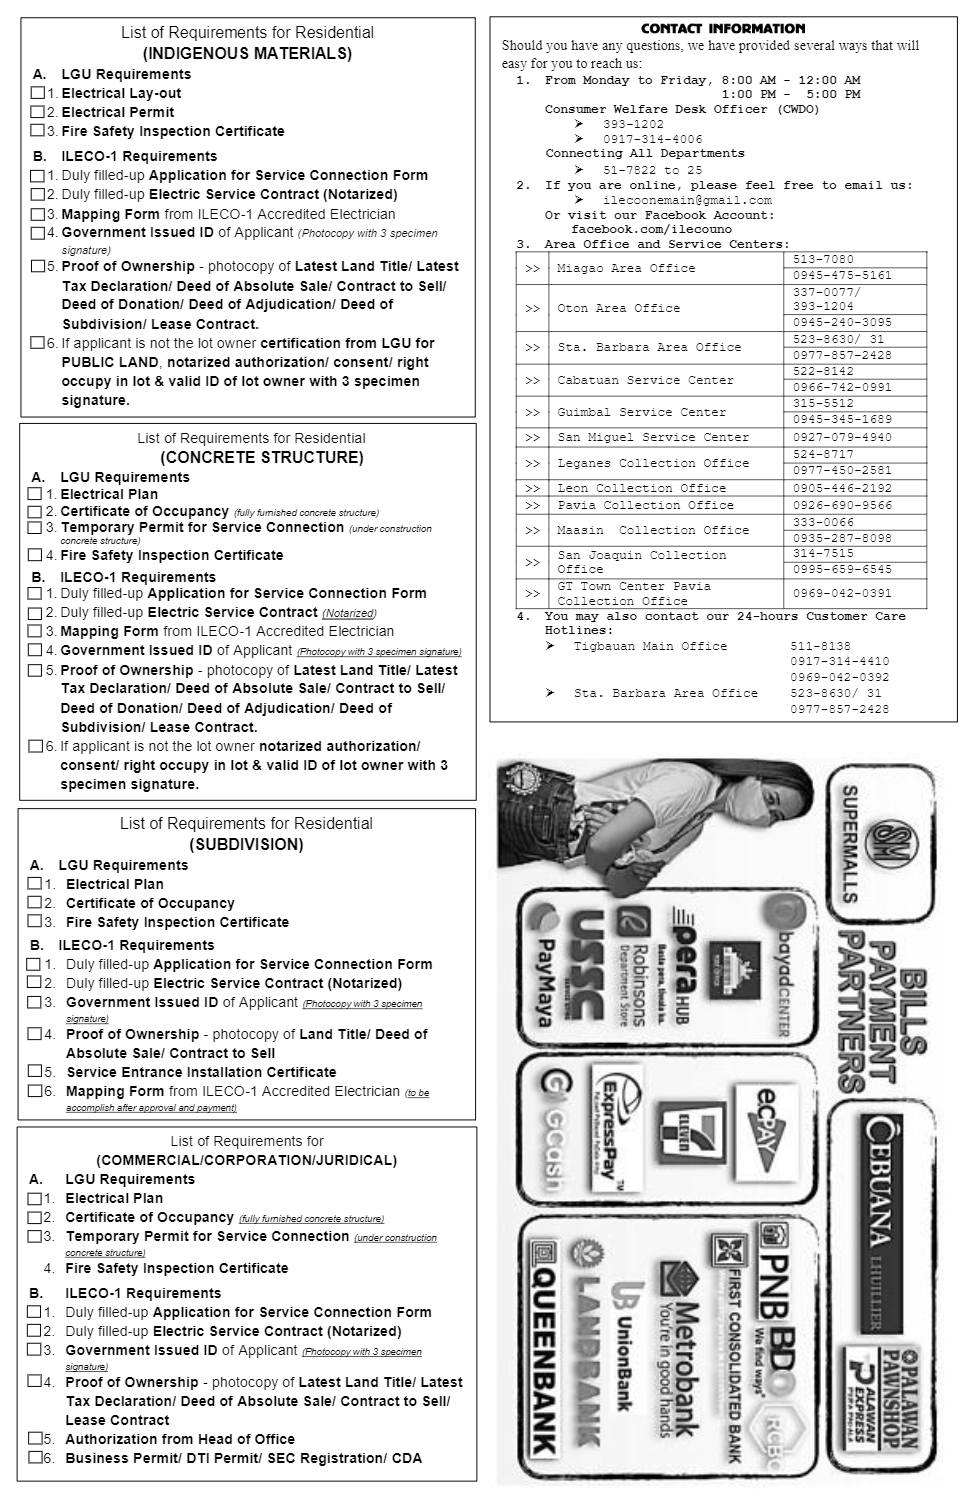 List of Requirements for Residential
(INDIGENOUS MATERIALS)
A. LGU Requirements
1. Electrical Lay-out
2. Electrical Permit
3. Fire Safety Inspection Certificate
B. ILECO-1 Requirements
1. Duly filled-up Application for Service Connection Form
2. Duly filled-up Electric Service Contract (Notarized)
3. Mapping Form from ILECO-1 Accredited Electrician
4. Government Issued ID of Applicant (Photocopy with 3 specimen
signature)
5. Proof of Ownership - photocopy of Latest Land Title/ Latest
Tax Declaration/ Deed of Absolute Sale/ Contract to Sell/
Deed of Donation/ Deed of Adjudication/ Deed of
Subdivision/ Lease Contract.
6. If applicant is not the lot owner certification from LGU for
PUBLIC LAND, notarized authorization/ consent/ right
occupy in lot & valid ID of lot owner with 3 specimen
signature.
List of Requirements for Residential
(CONCRETE STRUCTURE)
A. LGU Requirements
1. Electrical Plan
2. Certificate of Occupancy (fully furnished concrete structure)
3. Temporary Permit for Service Connection (under construction
concrete structure)
4. Fire Safety Inspection Certificate
B. ILECO-1 Requirements
1. Duly filled-up Application for Service Connection Form
2. Duly filled-up Electric Service Contract (Notarized)
3. Mapping Form from ILECO-1 Accredited Electrician
4. Government Issued ID of Applicant (Photocopy with 3 specimen signature)
5. Proof of Ownership - photocopy of Latest Land Title/ Latest
Tax Declaration/ Deed of Absolute Sale/ Contract to Sell/
Deed of Donation/ Deed of Adjudication/ Deed of
Subdivision/ Lease Contract.
6. If applicant is not the lot owner notarized authorization/
consent/ right occupy in lot & valid ID of lot owner with 3
specimen signature.
List of Requirements for Residential
(SUBDIVISION)
A. LGU Requirements
1. Electrical Plan
2. Certificate of Occupancy
3. Fire Safety Inspection Certificate
B. ILECO-1 Requirements
1. Duly filled-up Application for Service Connection Form
2. Duly filled-up Electric Service Contract (Notarized)
3. Government Issued ID of Applicant (Photocopy with 3 specimen
signature)
4. Proof of Ownership - photocopy of Land Title/ Deed of
Absolute Sale/ Contract to Sell
5. Service Entrance Installation Certificate
6. Mapping Form from ILECO-1 Accredited Electrician (to be
accomplish after approval and payment)
List of Requirements for
(COMMERCIAL/CORPORATION/JURIDICAL)
A. LGU Requirements
1. Electrical Plan
2. Certificate of Occupancy (fully furnished concrete structure)
3. Temporary Permit for Service Connection (under construction
concrete structure)
4. Fire Safety Inspection Certificate
B. ILECO-1 Requirements
1. Duly filled-up Application for Service Connection Form
2. Duly filled-up Electric Service Contract (Notarized)
3. Government Issued ID of Applicant (Photocopy with 3 specimen
signature)
4. Proof of Ownership - photocopy of Latest Land Title/ Latest
Tax Declaration/ Deed of Absolute Sale/ Contract to Sell/
Lease Contract
5. Authorization from Head of Office
6. Business Permit/ DTI Permit/ SEC Registration/ CDA
CONTACT INFORMATION
Should you have any questions, we have provided several ways that will
easy for you to reach us:
1. From Monday to Friday, 8:00 AM - 12:00 AM
1:00 PM - 5:00 PM
Consumer Welfare Desk Officer (CWDO)
➢ 393-1202
➢ 0917-314-4006
Connecting All Departments
➢ 51-7822 to 25
2. If you are online, please feel free to email us:
➢ ilecoonemain@gmail.com
Or visit our Facebook Account:
facebook.com/ilecouno
3. Area Office and Service Centers:
>> Miagao Area Office 513-7080
0945-475-5161
>> Oton Area Office 337-0077/
393-1204
0945-240-3095
>> Sta. Barbara Area Office 523-8630/ 31
0977-857-2428
>> Cabatuan Service Center 522-8142
0966-742-0991
>> Guimbal Service Center 315-5512
0945-345-1689
>> San Miguel Service Center 0927-079-4940
>> Leganes Collection Office 524-8717
0977-450-2581
>> Leon Collection Office 0905-446-2192
>> Pavia Collection Office 0926-690-9566
>> Maasin Collection Office 333-0066
0935-287-8098
>> San Joaquin Collection
Office 314-7515
0995-659-6545
>> GT Town Center Pavia
Collection Office 0969-042-0391
4. You may also contact our 24-hours Customer Care
Hotlines:
➢ Tigbauan Main Office 511-8138
0917-314-4410
0969-042-0392
➢ Sta. Barbara Area Office 523-8630/ 31
0977-857-2428
BILLS
PAYMENT
PARTNERS
SM
SUPERMALLS
CEBUANA
LHUILLIER
PALAWAN
PAWNSHOP
PALAWAN
EXPRESS
PERA PADALA
bayadCENTER
pera HUB
Basta pera, tiwala ka.
Robinsons
Department Store
USSC
PayMaya
ecPAY
7 ELEVEN
ExpressPay™
GCash
PNB
BDO
We find ways®
RCBC
FIRST CONSOLIDATED BANK
Metrobank
You're in good hands
UB UnionBank
LANDBANK
QUEENBANK